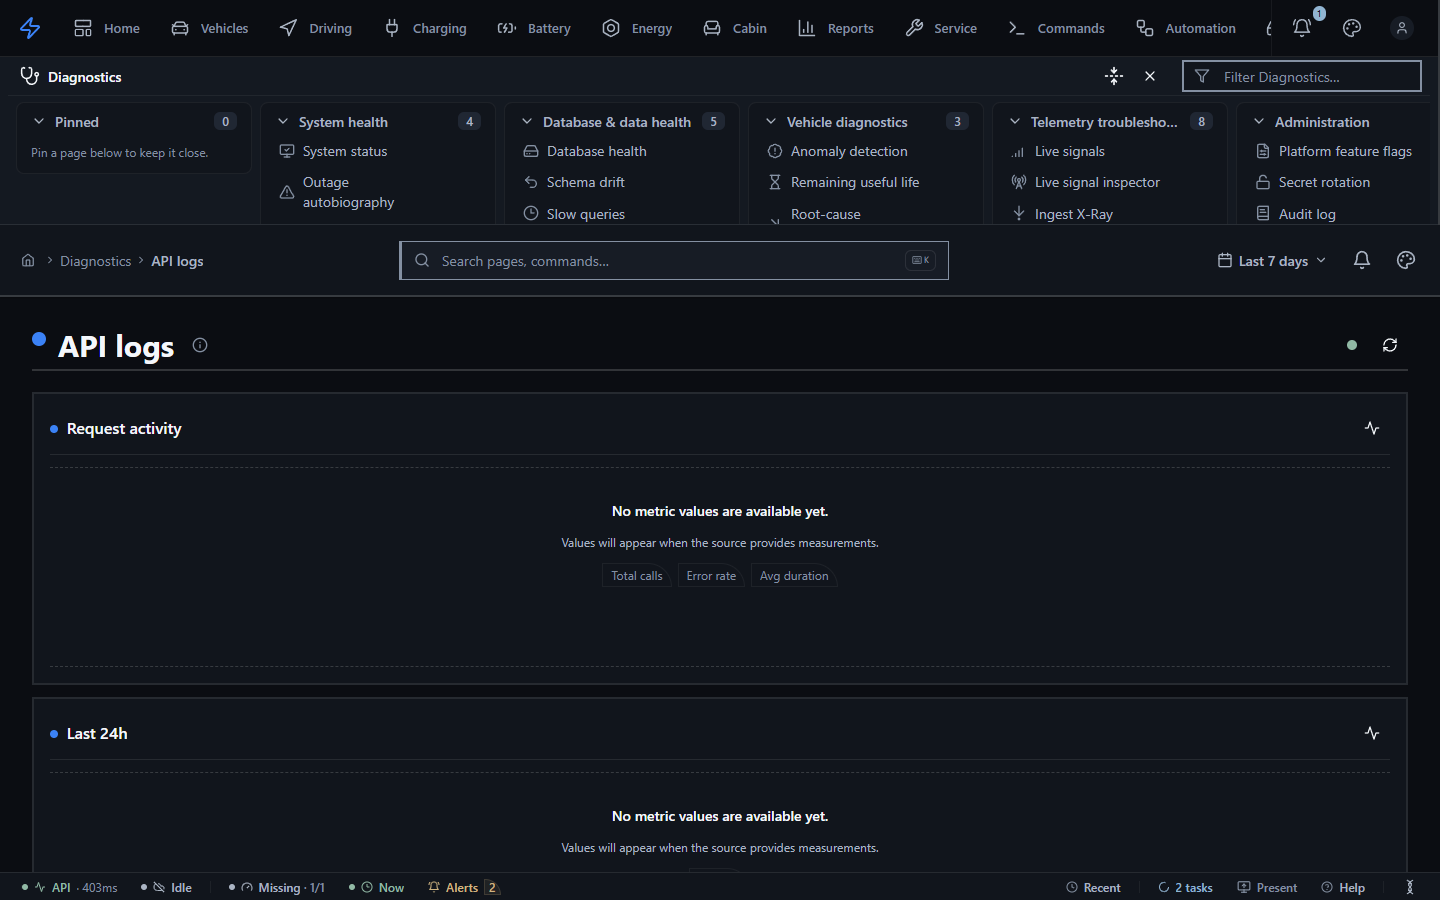 Home
Vehicles
Driving
Charging
Battery
Energy
Cabin
Reports
Service
Commands
Automation
1
Diagnostics
Filter Diagnostics...
Pinned 0
Pin a page below to keep it close.
System health 4
System status
Outage
autobiography
Database & data health 5
Database health
Schema drift
Slow queries
Vehicle diagnostics 3
Anomaly detection
Remaining useful life
Root-cause
Telemetry troublesho... 8
Live signals
Live signal inspector
Ingest X-Ray
Administration
Platform feature flags
Secret rotation
Audit log
Diagnostics
API logs
Search pages, commands...
K
Last 7 days
API logs
Request activity
No metric values are available yet.
Values will appear when the source provides measurements.
Total calls
Error rate
Avg duration
Last 24h
No metric values are available yet.
Values will appear when the source provides measurements.
API · 403ms
Idle
Missing · 1/1
Now
Alerts 2
Recent
2 tasks
Present
Help